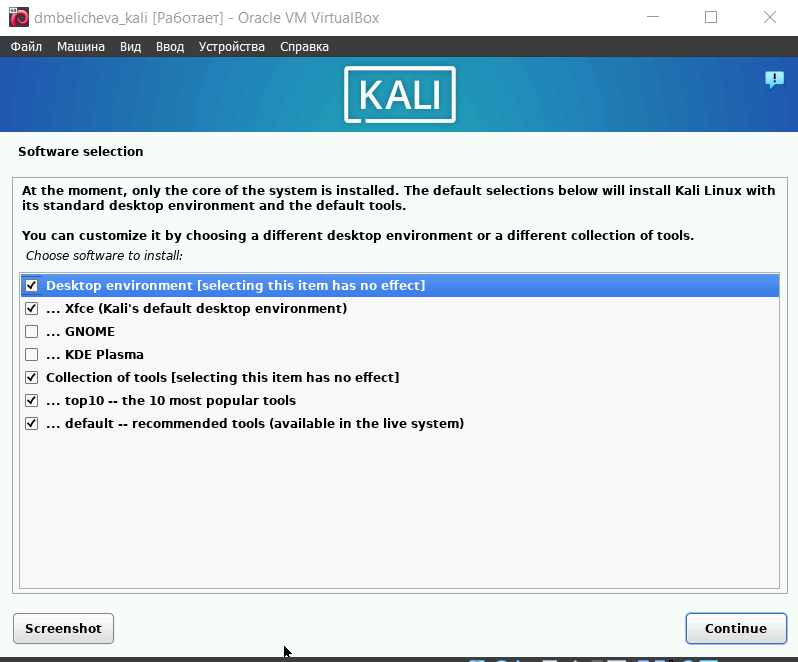 dmbelicheva_kali [Работает] - Oracle VM VirtualBox
Файл Машина Вид Ввод Устройства Справка
KALI
Software selection
At the moment, only the core of the system is installed. The default selections below will install Kali Linux with
its standard desktop environment and the default tools.
You can customize it by choosing a different desktop environment or a different collection of tools.
Choose software to install:
Desktop environment [selecting this item has no effect]
... Xfce (Kali's default desktop environment)
... GNOME
... KDE Plasma
Collection of tools [selecting this item has no effect]
... top10 -- the 10 most popular tools
... default -- recommended tools (available in the live system)
Screenshot Continue